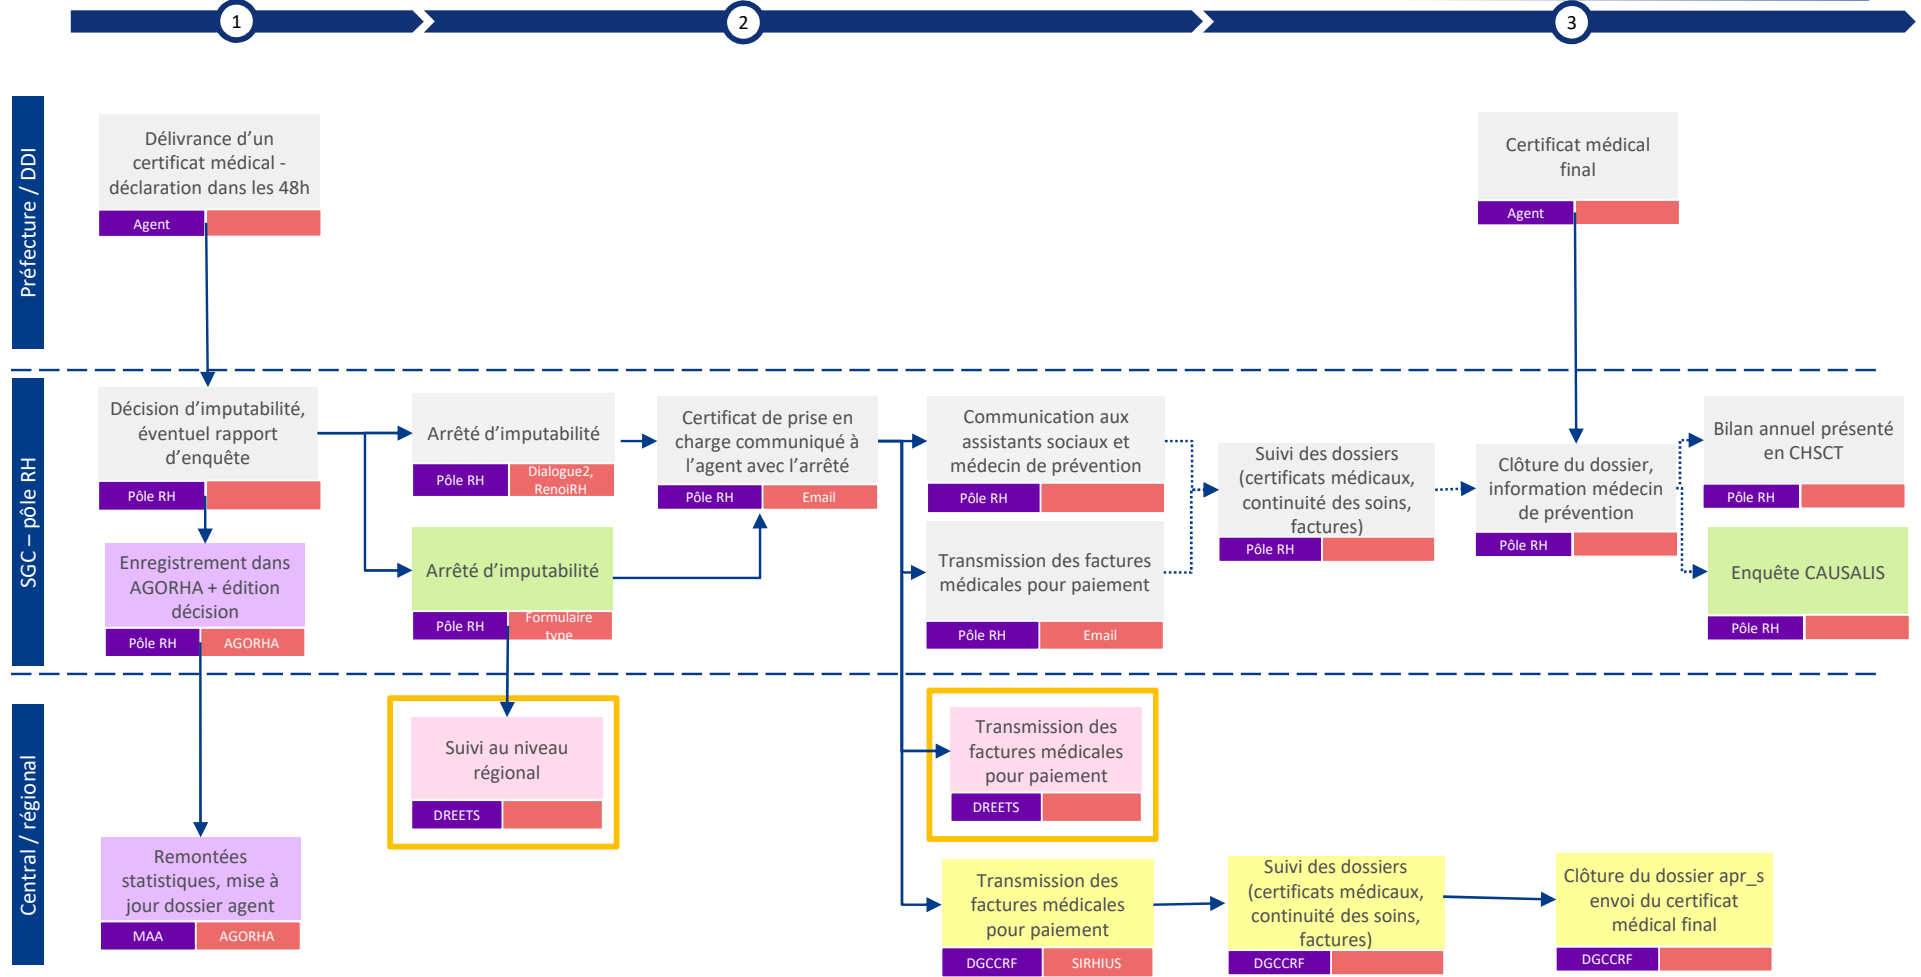 1
2
3
Préfecture / DDI
Délivrance d'un
certificat médical -
déclaration dans les 48h
Agent
Certificat médical
final
Agent
SGC – pôle RH
Décision d'imputabilité,
éventuel rapport
d'enquête
Pôle RH
Arrêté d'imputabilité
Pôle RH
Dialogue2,
RenoiRH
Certificat de prise en
charge communiqué à
l'agent avec l'arrêté
Pôle RH
Email
Communication aux
assistants sociaux et
médecin de prévention
Pôle RH
Suivi des dossiers
(certificats médicaux,
continuité des soins,
factures)
Pôle RH
Clôture du dossier,
information médecin
de prévention
Pôle RH
Bilan annuel présenté
en CHSCT
Pôle RH
Enregistrement dans
AGORHA + édition
décision
Pôle RH
AGORHA
Arrêté d'imputabilité
Pôle RH
Formulaire
type
Transmission des factures
médicales pour paiement
Pôle RH
Email
Enquête CAUSALIS
Pôle RH
Central / régional
Suivi au niveau
régional
DREETS
Transmission des
factures médicales
pour paiement
DREETS
Remontées
statistiques, mise à
jour dossier agent
MAA
AGORHA
Transmission des
factures médicales
pour paiement
DGCCRF
SIRHIUS
Suivi des dossiers
(certificats médicaux,
continuité des soins,
factures)
DGCCRF
Clôture du dossier apr_s
envoi du certificat
médical final
DGCCRF